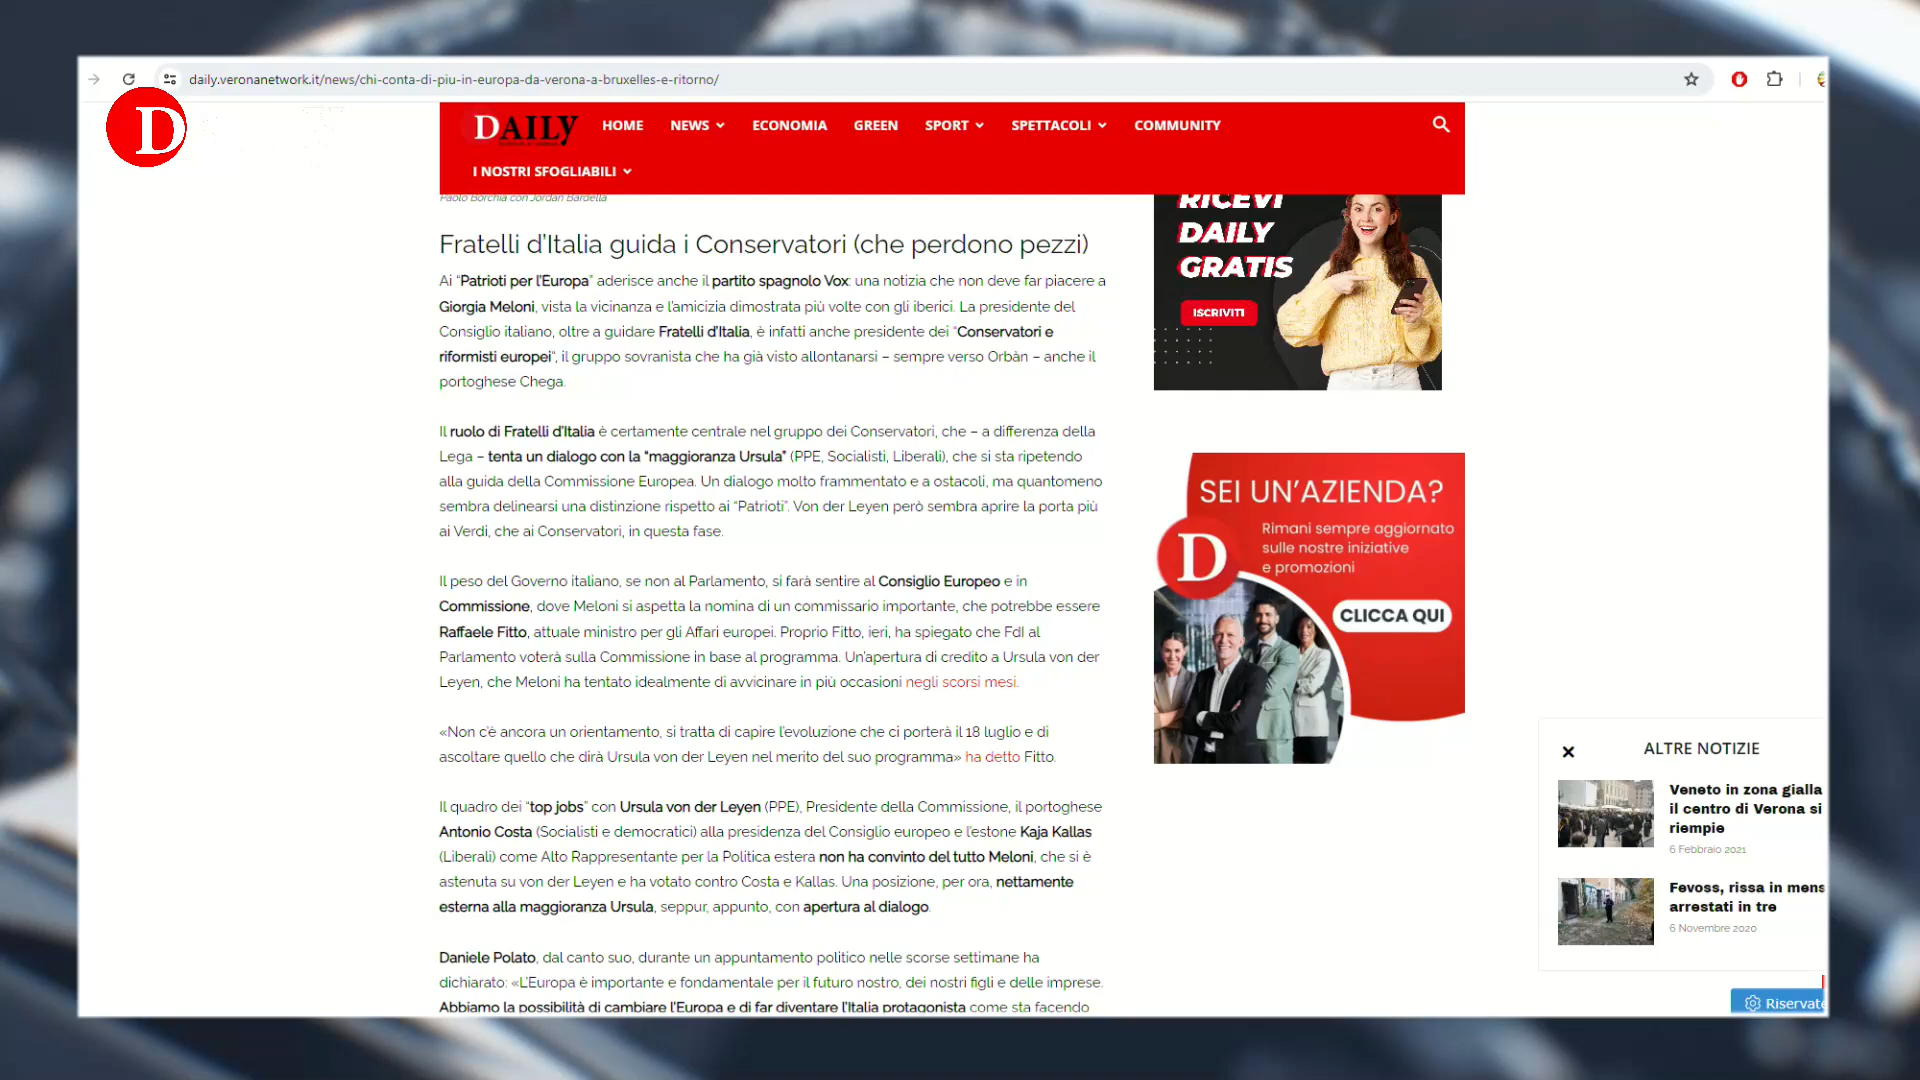 daily.veronanetwork.it/news/chi-conta-di-piu-in-europa-da-verona-a-bruxelles-e-ritorno/
D
DAILY HOME NEWS ECONOMIA GREEN SPORT SPETTACOLI COMMUNITY
I NOSTRI SFOGLIABILI
Paolo Borchia con Jordan Bardella
Fratelli d'Italia guida i Conservatori (che perdono pezzi)
Ai “Patrioti per l'Europa” aderisce anche il partito spagnolo Vox: una notizia che non deve far piacere a
Giorgia Meloni, vista la vicinanza e l'amicizia dimostrata più volte con gli iberici. La presidente del
Consiglio italiano, oltre a guidare Fratelli d'Italia, è infatti anche presidente dei “Conservatori e
riformisti europei“, il gruppo sovranista che ha già visto allontanarsi – sempre verso Orbàn – anche il
portoghese Chega.
Il ruolo di Fratelli d'Italia è certamente centrale nel gruppo dei Conservatori, che – a differenza della
Lega – tenta un dialogo con la “maggioranza Ursula” (PPE, Socialisti, Liberali), che si sta ripetendo
alla guida della Commissione Europea. Un dialogo molto frammentato e a ostacoli, ma quantomeno
sembra delinearsi una distinzione rispetto ai “Patrioti”. Von der Leyen però sembra aprire la porta più
ai Verdi, che ai Conservatori, in questa fase.
Il peso del Governo italiano, se non al Parlamento, si farà sentire al Consiglio Europeo e in
Commissione, dove Meloni si aspetta la nomina di un commissario importante, che potrebbe essere
Raffaele Fitto, attuale ministro per gli Affari europei. Proprio Fitto, ieri, ha spiegato che FdI al
Parlamento voterà sulla Commissione in base al programma. Un'apertura di credito a Ursula von der
Leyen, che Meloni ha tentato idealmente di avvicinare in più occasioni negli scorsi mesi.
«Non c'è ancora un orientamento, si tratta di capire l'evoluzione che ci porterà il 18 luglio e di
ascoltare quello che dirà Ursula von der Leyen nel merito del suo programma» ha detto Fitto.
Il quadro dei “top jobs” con Ursula von der Leyen (PPE), Presidente della Commissione, il portoghese
Antonio Costa (Socialisti e democratici) alla presidenza del Consiglio europeo e l'estone Kaja Kallas
(Liberali) come Alto Rappresentante per la Politica estera non ha convinto del tutto Meloni, che si è
astenuta su von der Leyen e ha votato contro Costa e Kallas. Una posizione, per ora, nettamente
esterna alla maggioranza Ursula, seppur, appunto, con apertura al dialogo.
Daniele Polato, dal canto suo, durante un appuntamento politico nelle scorse settimane ha
dichiarato: «L'Europa è importante e fondamentale per il futuro nostro, dei nostri figli e delle imprese.
Abbiamo la possibilità di cambiare l'Europa e di far diventare l'Italia protagonista come sta facendo
RICEVI
DAILY
GRATIS
ISCRIVITI
SEI UN'AZIENDA?
Rimani sempre aggiornato
sulle nostre iniziative
e promozioni
D
CLICCA QUI
ALTRE NOTIZIE
Veneto in zona gialla
il centro di Verona si
riempie
6 Febbraio 2021
Fevoss, rissa in mens
arrestati in tre
6 Novembre 2020
Riservate